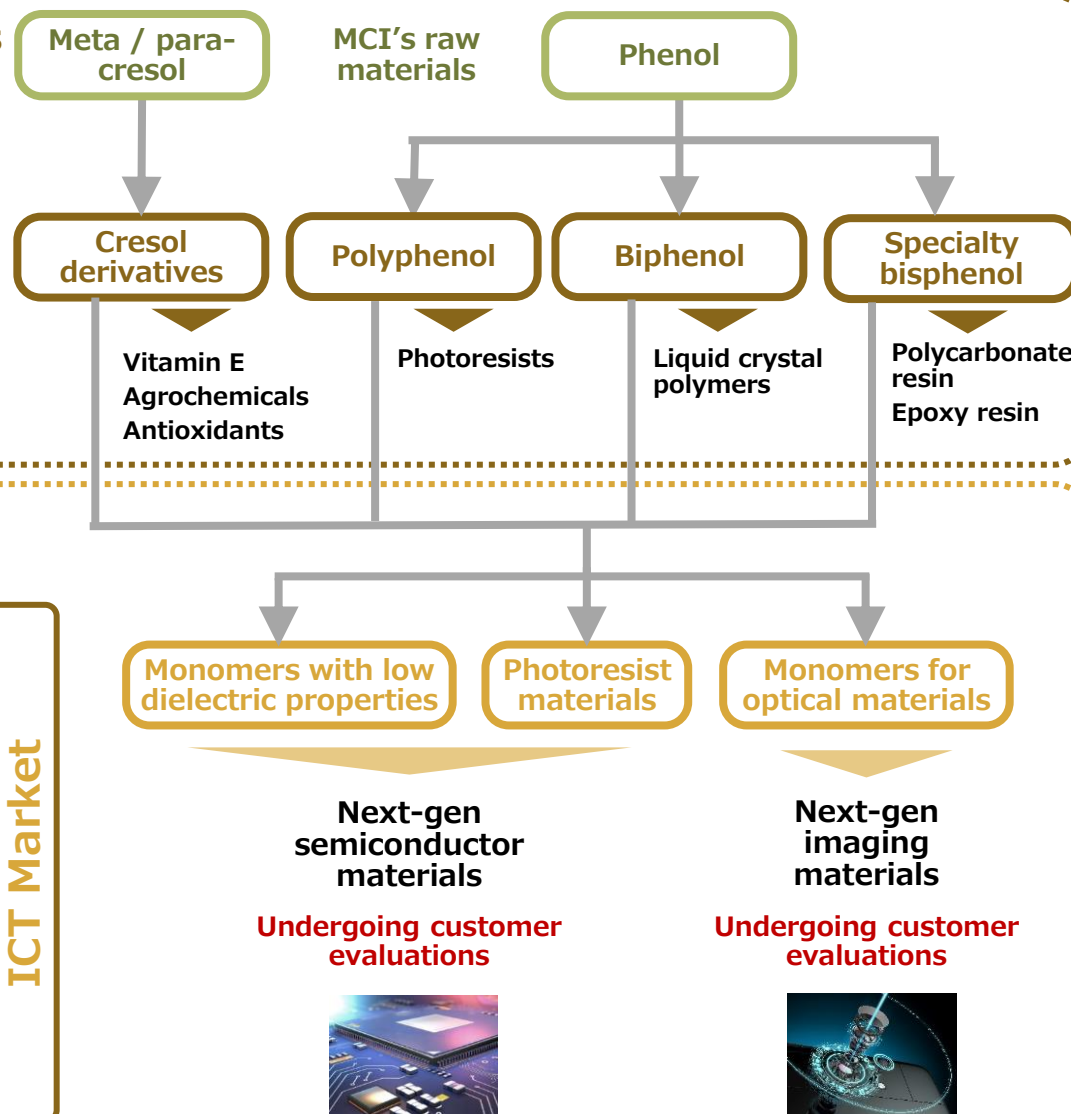 Meta / para-
cresol
MCI's raw
materials
Phenol
Cresol
derivatives
Polyphenol
Biphenol
Specialty
bisphenol
Vitamin E
Agrochemicals
Antioxidants
Photoresists
Liquid crystal
polymers
Polycarbonate
resin
Epoxy resin
ICT Market
Monomers with low
dielectric properties
Photoresist
materials
Monomers for
optical materials
Next-gen
semiconductor
materials
Undergoing customer
evaluations
Next-gen
imaging
materials
Undergoing customer
evaluations